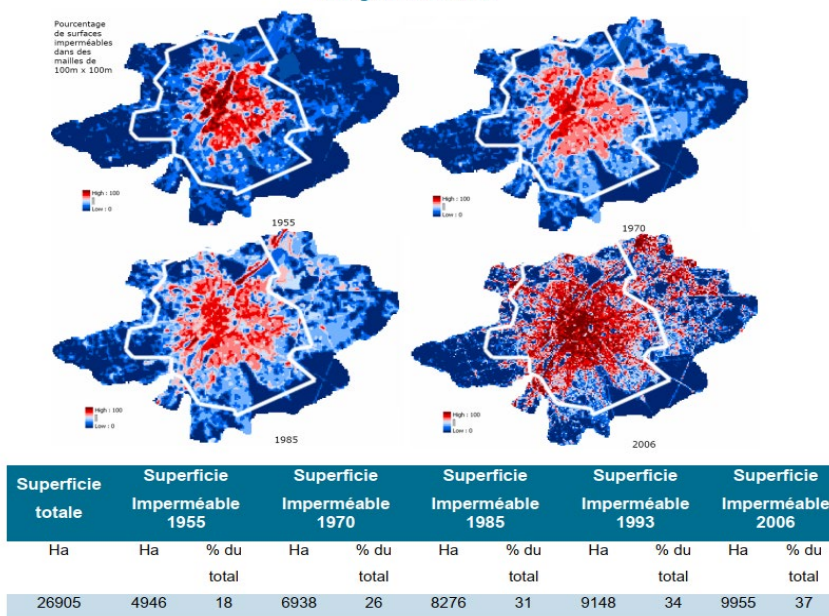 Pourcentage
de surfaces
imperméables
dans des
mailles de
100m x 100m
High : 100
Low : 0
1955
High : 100
Low : 0
1970
High : 100
Low : 0
1985
High : 100
Low : 0
2006
Superficie totale Superficie Imperméable 1955 Superficie Imperméable 1970 Superficie Imperméable 1985 Superficie Imperméable 1993 Superficie Imperméable 2006
Ha Ha % du total Ha % du total Ha % du total Ha % du total Ha % du total
26905 4946 18 6938 26 8276 31 9148 34 9955 37